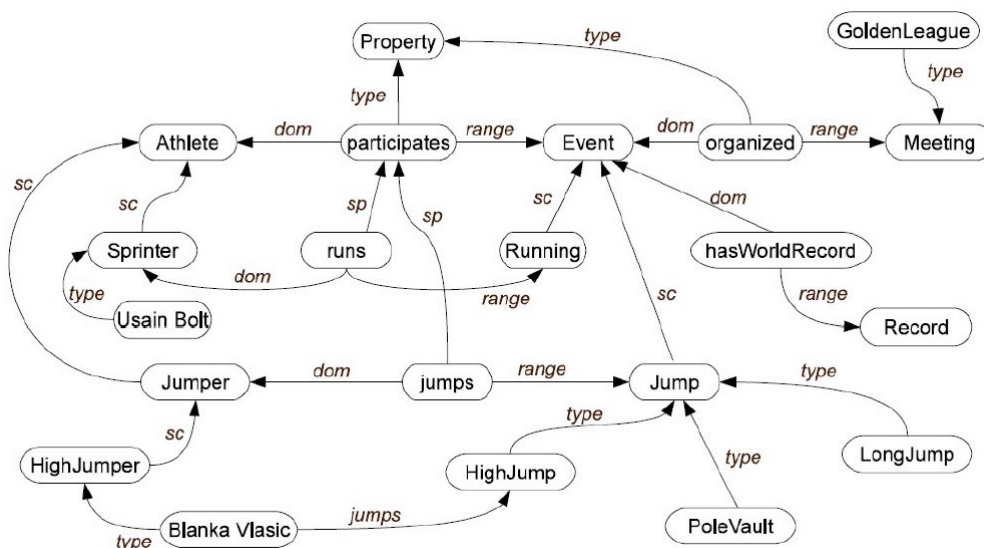 GoldenLeague
Property
type
type
type
Athlete
dom
participates
range
Event
dom
organized
range
Meeting
sc
sc
sp
sp
sc
dom
Sprinter
runs
Running
hasWorldRecord
type
dom
range
sc
range
Usain Bolt
Record
Jumper
dom
jumps
range
Jump
type
sc
type
HighJumper
HighJump
type
LongJump
type
Blanka Vlasic
jumps
PoleVault